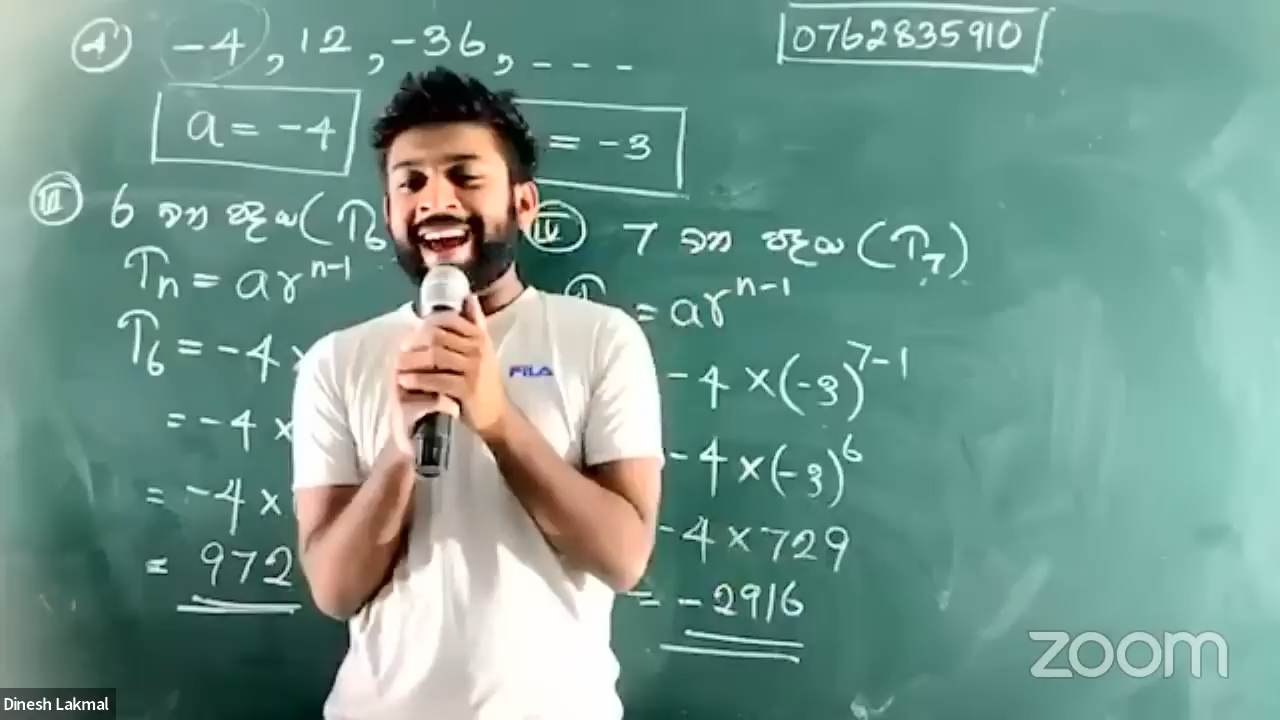 4) -4, 12, -36, - - -
0762835910
a = -4
= -3
III 6 වන පදය (T6
Tn = ar^n-1
T6 = -4 ×
= -4 ×
= -4 ×
= 972
IV 7 වන පදය (T7)
= ar^n-1
-4 × (-3)^7-1
-4 × (-3)^6
-4 × 729
= -2916
FILA
zoom
Dinesh Lakmal